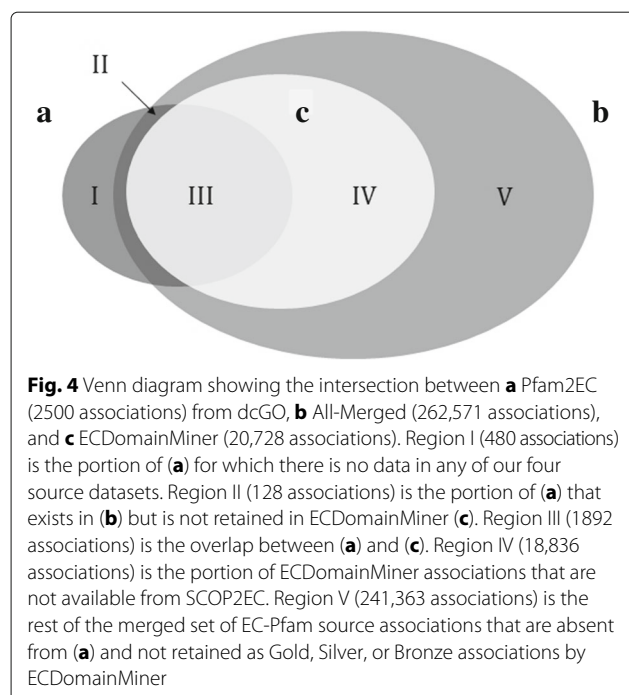 II
a
c
b
I
III
IV
V
Fig. 4 Venn diagram showing the intersection between a Pfam2EC
(2500 associations) from dcGO, b All-Merged (262,571 associations),
and c ECDomainMiner (20,728 associations). Region I (480 associations)
is the portion of (a) for which there is no data in any of our four
source datasets. Region II (128 associations) is the portion of (a) that
exists in (b) but is not retained in ECDomainMiner (c). Region III (1892
associations) is the overlap between (a) and (c). Region IV (18,836
associations) is the portion of ECDomainMiner associations that are
not available from SCOP2EC. Region V (241,363 associations) is the
rest of the merged set of EC-Pfam source associations that are absent
from (a) and not retained as Gold, Silver, or Bronze associations by
ECDomainMiner